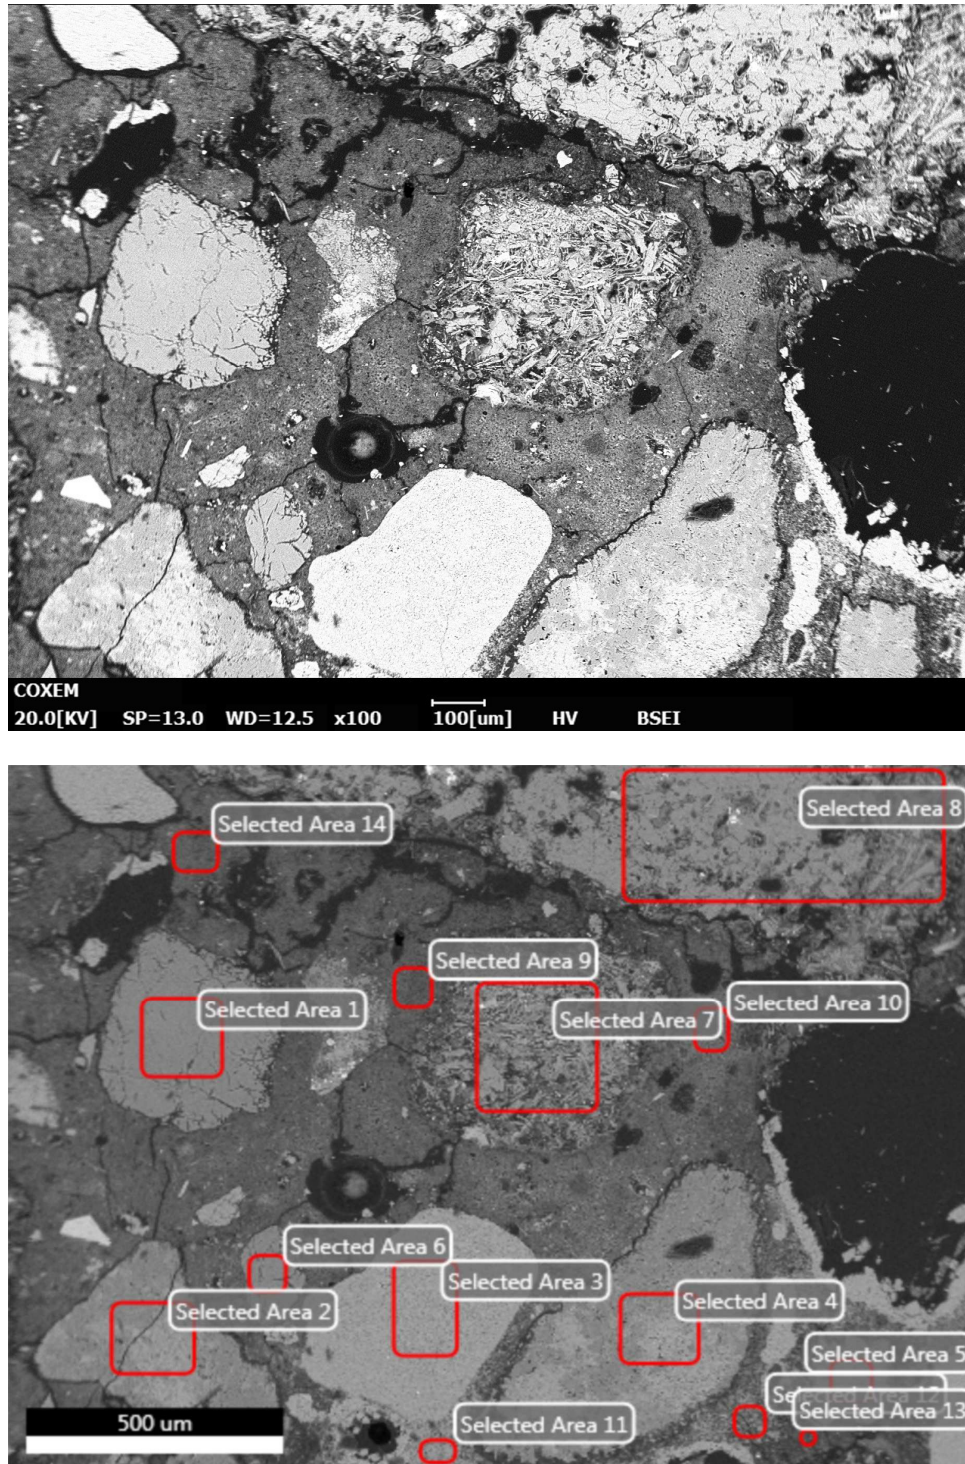 COXEM
20.0[KV] SP=13.0 WD=12.5 x100 100[um] HV BSEI
Selected Area 8
Selected Area 14
Selected Area 9
Selected Area 10
Selected Area 1
Selected Area 7
Selected Area 6
Selected Area 3
Selected Area 4
Selected Area 2
Selected Area 5
Selected Area 13
Selected Area 11
500 um